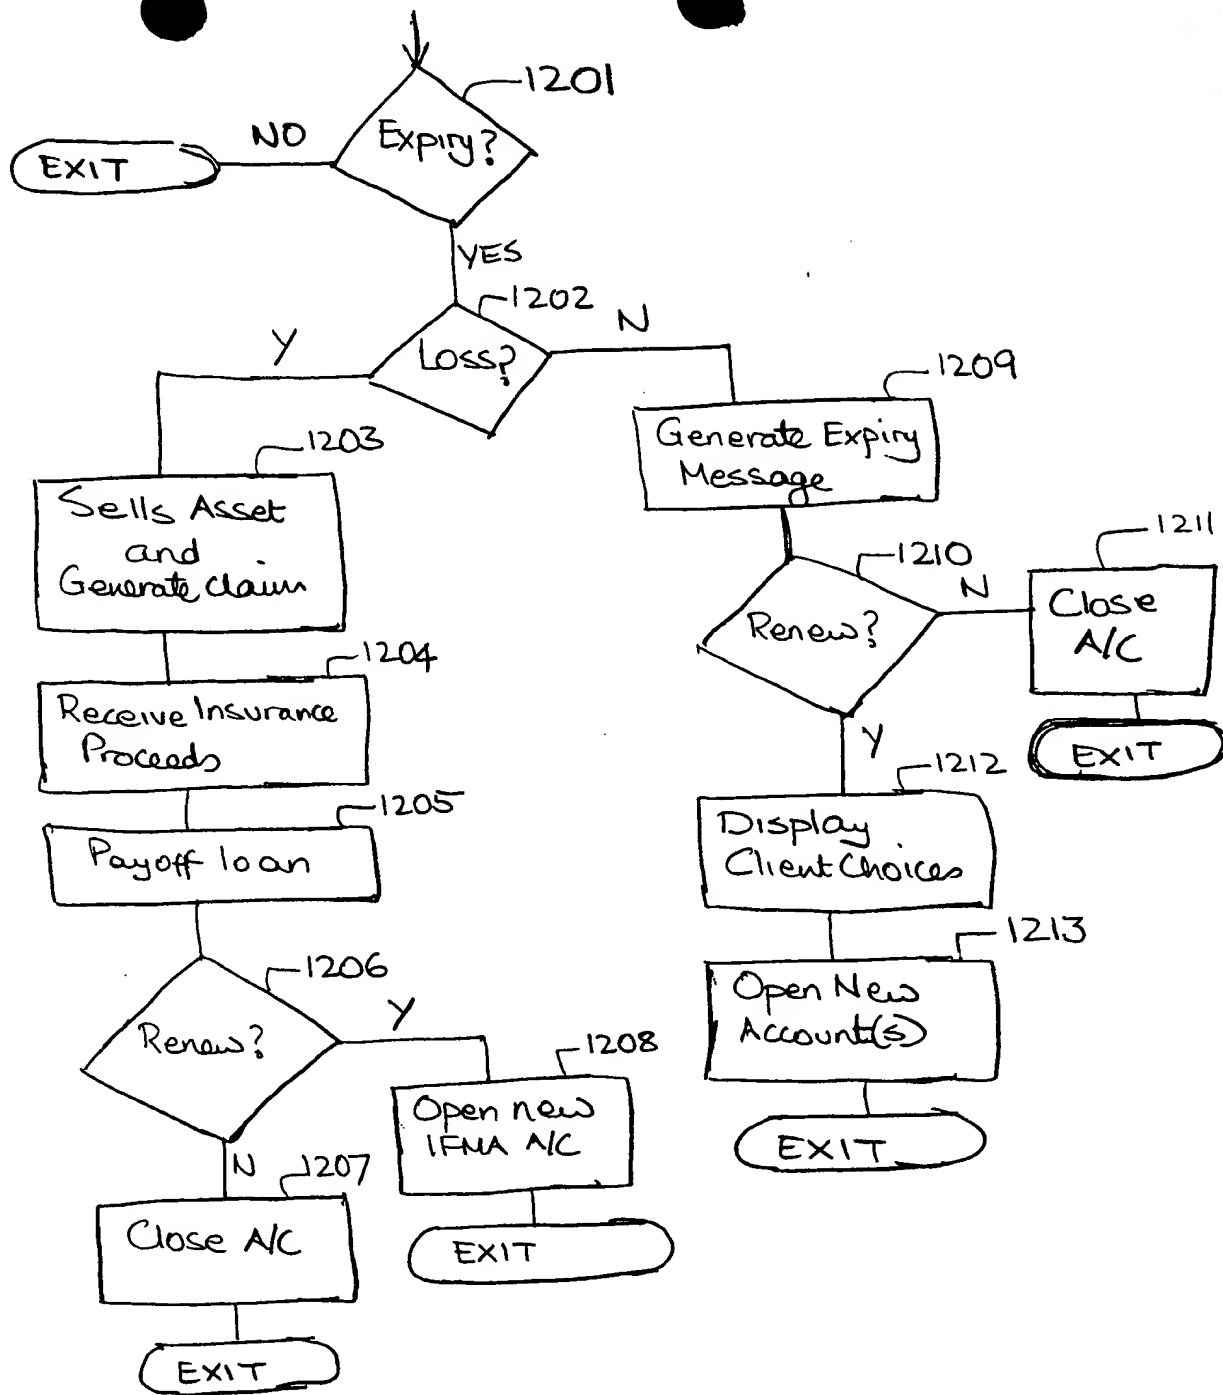 1201
Expiry?
NO
EXIT
YES
1202
Loss?
Y
N
1203
Sells Asset
and
Generate claim
1204
Receive Insurance
Proceeds
1205
Payoff loan
1206
Renew?
Y
1208
Open new
IFMA A/C
EXIT
N
1207
Close A/C
EXIT
1209
Generate Expiry
Message
1210
Renew?
N
1211
Close
A/C
EXIT
Y
1212
Display
Client Choices
1213
Open New
Account(s)
EXIT